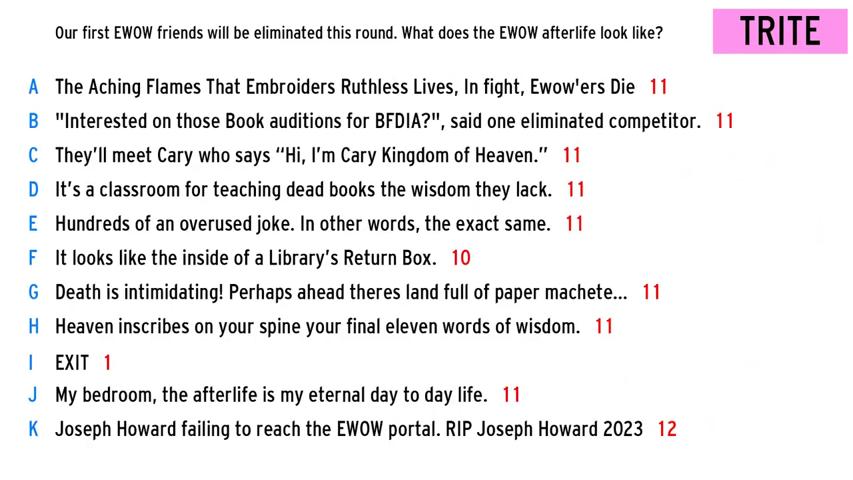 Our first EWOW friends will be eliminated this round. What does the EWOW afterlife look like?
TRITE
A The Aching Flames That Embroiders Ruthless Lives, In fight, Ewow'ers Die 11
B "Interested on those Book auditions for BFDIA?", said one eliminated competitor. 11
C They’ll meet Cary who says “Hi, I’m Cary Kingdom of Heaven.” 11
D It’s a classroom for teaching dead books the wisdom they lack. 11
E Hundreds of an overused joke. In other words, the exact same. 11
F It looks like the inside of a Library’s Return Box. 10
G Death is intimidating! Perhaps ahead theres land full of paper machete... 11
H Heaven inscribes on your spine your final eleven words of wisdom. 11
I EXIT 1
J My bedroom, the afterlife is my eternal day to day life. 11
K Joseph Howard failing to reach the EWOW portal. RIP Joseph Howard 2023 12